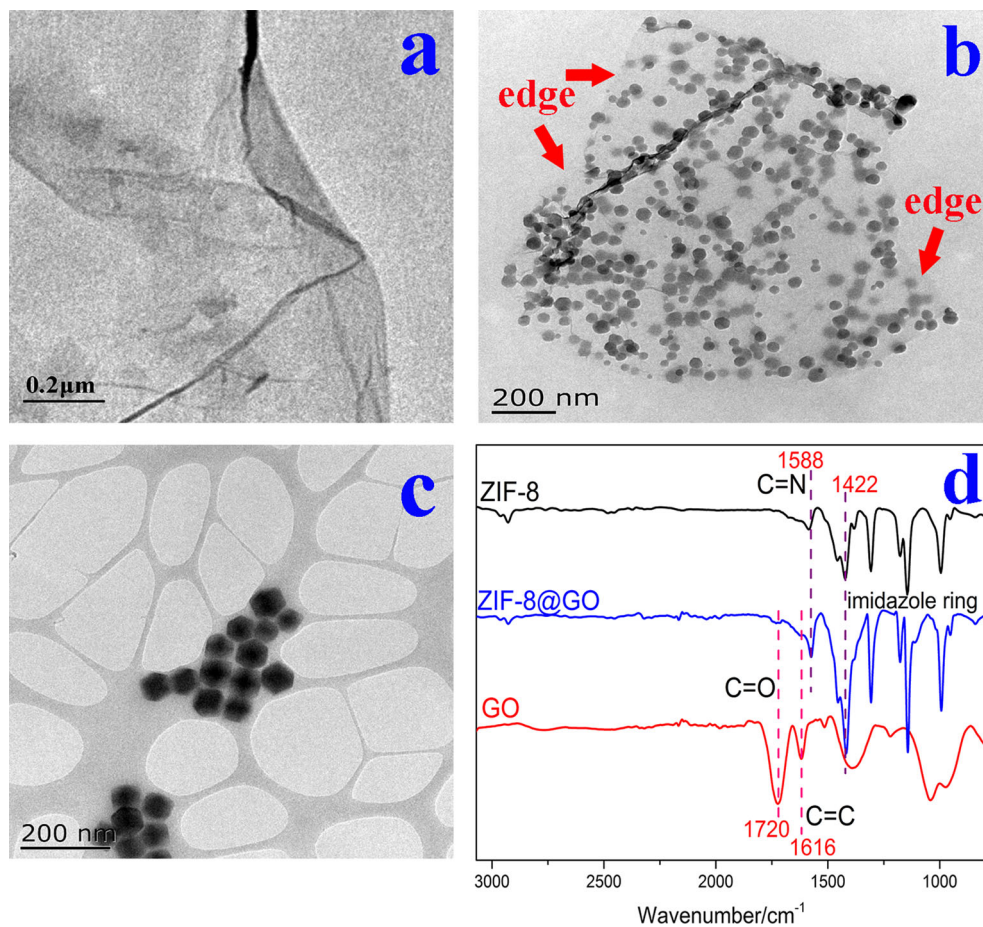 a
0.2μm
b
edge
edge
200 nm
c
200 nm
d
1588
C=N
1422
ZIF-8
imidazole ring
ZIF-8@GO
C=O
GO
1720
C=C
1616
3000 2500 2000 1500 1000
Wavenumber/cm⁻¹